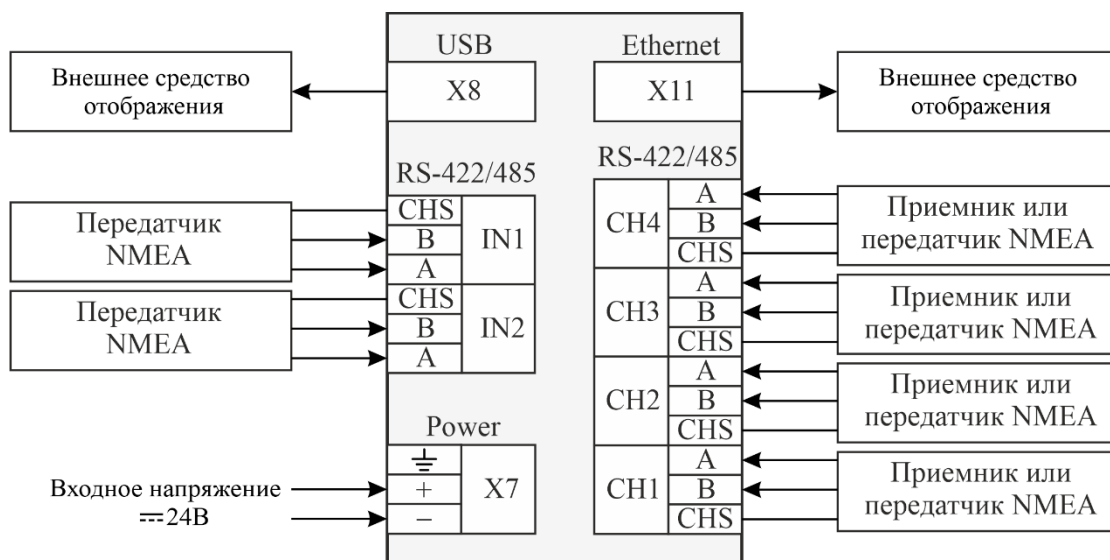 USB
Ethernet
Внешнее средство
отображения
X8
X11
Внешнее средство
отображения
RS-422/485
RS-422/485
Передатчик
NMEA
CHS
B
A
IN1
Передатчик
NMEA
CHS
B
A
IN2
CH4
A
B
CHS
Приемник или
передатчик NMEA
CH3
A
B
CHS
Приемник или
передатчик NMEA
CH2
A
B
CHS
Приемник или
передатчик NMEA
CH1
A
B
CHS
Приемник или
передатчик NMEA
Power
Входное напряжение
24В
+
–
X7